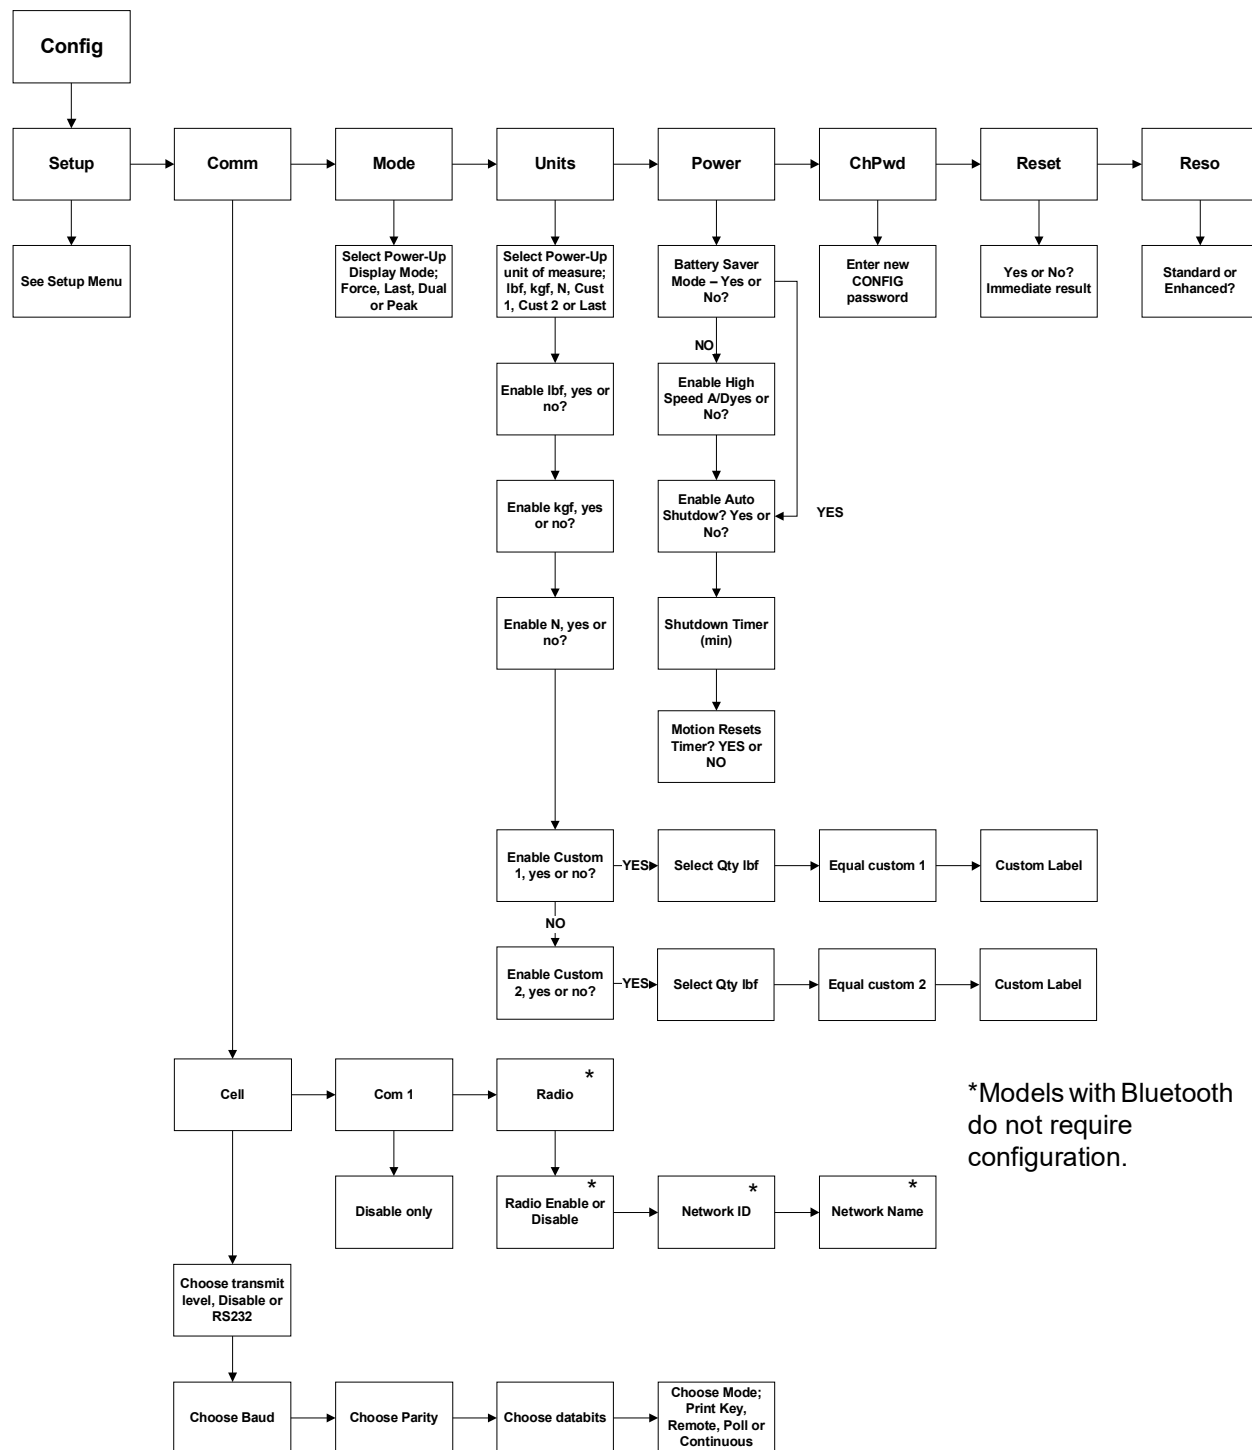 Config
Setup
Comm
Mode
Units
Power
ChPwd
Reset
Reso
See Setup Menu
Select Power-Up
Display Mode;
Force, Last, Dual
or Peak
Select Power-Up
unit of measure;
lbf, kgf, N, Cust
1, Cust 2 or Last
Battery Saver
Mode – Yes or
No?
Enter new
CONFIG
password
Yes or No?
Immediate result
Standard or
Enhanced?
NO
Enable lbf, yes or
no?
Enable High
Speed A/Dyes or
No?
Enable kgf, yes
or no?
Enable Auto
Shutdow? Yes or
No?
YES
Enable N, yes or
no?
Shutdown Timer
(min)
Motion Resets
Timer? YES or
NO
Enable Custom
1, yes or no?
YES
Select Qty lbf
Equal custom 1
Custom Label
NO
Enable Custom
2, yes or no?
YES
Select Qty lbf
Equal custom 2
Custom Label
Cell
Com 1
Radio
*
*Models with Bluetooth
do not require
configuration.
Disable only
Radio Enable or
Disable
*
Network ID
*
Network Name
*
Choose transmit
level, Disable or
RS232
Choose Baud
Choose Parity
Choose databits
Choose Mode;
Print Key,
Remote, Poll or
Continuous